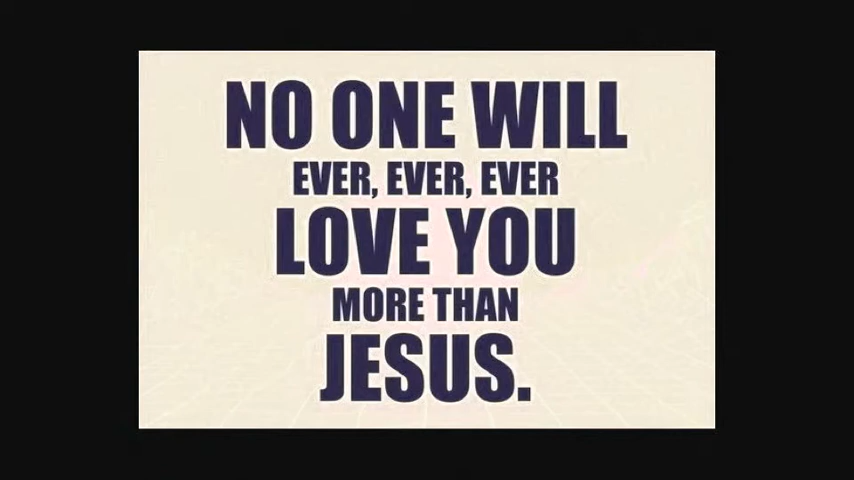 NO ONE WILL
EVER, EVER, EVER
LOVE YOU
MORE THAN
JESUS.